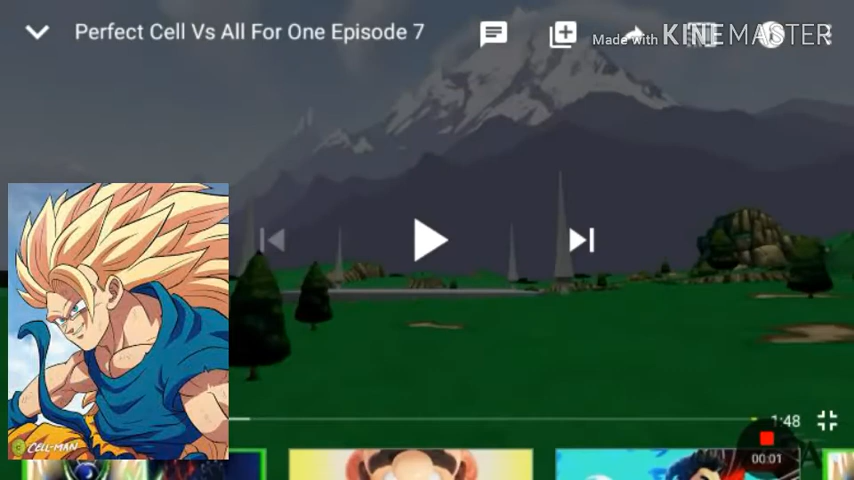 Perfect Cell Vs All For One Episode 7
Made with KINEMASTER
1:48
CELL-MAN
00:01